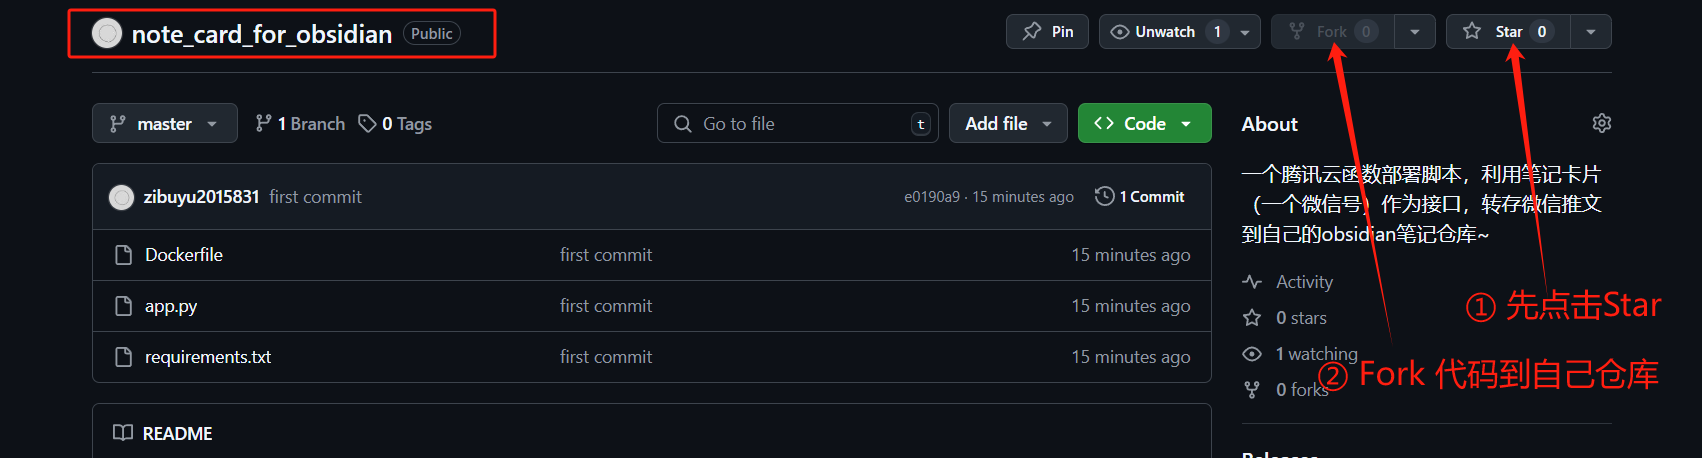 note_card_for_obsidian Public
Pin
Unwatch 1
Fork 0
Star 0
master
1 Branch
0 Tags
Go to file t
Add file
Code
zibuyu2015831 first commit
e0190a9 · 15 minutes ago
1 Commit
Dockerfile first commit 15 minutes ago
app.py first commit 15 minutes ago
requirements.txt first commit 15 minutes ago
README
About
一个腾讯云函数部署脚本，利用笔记卡片
（一个微信号）作为接口，转存微信推文
到自己的obsidian笔记仓库~
Activity
0 stars
1 watching
0 forks
① 先点击Star
② Fork 代码到自己仓库
Releases